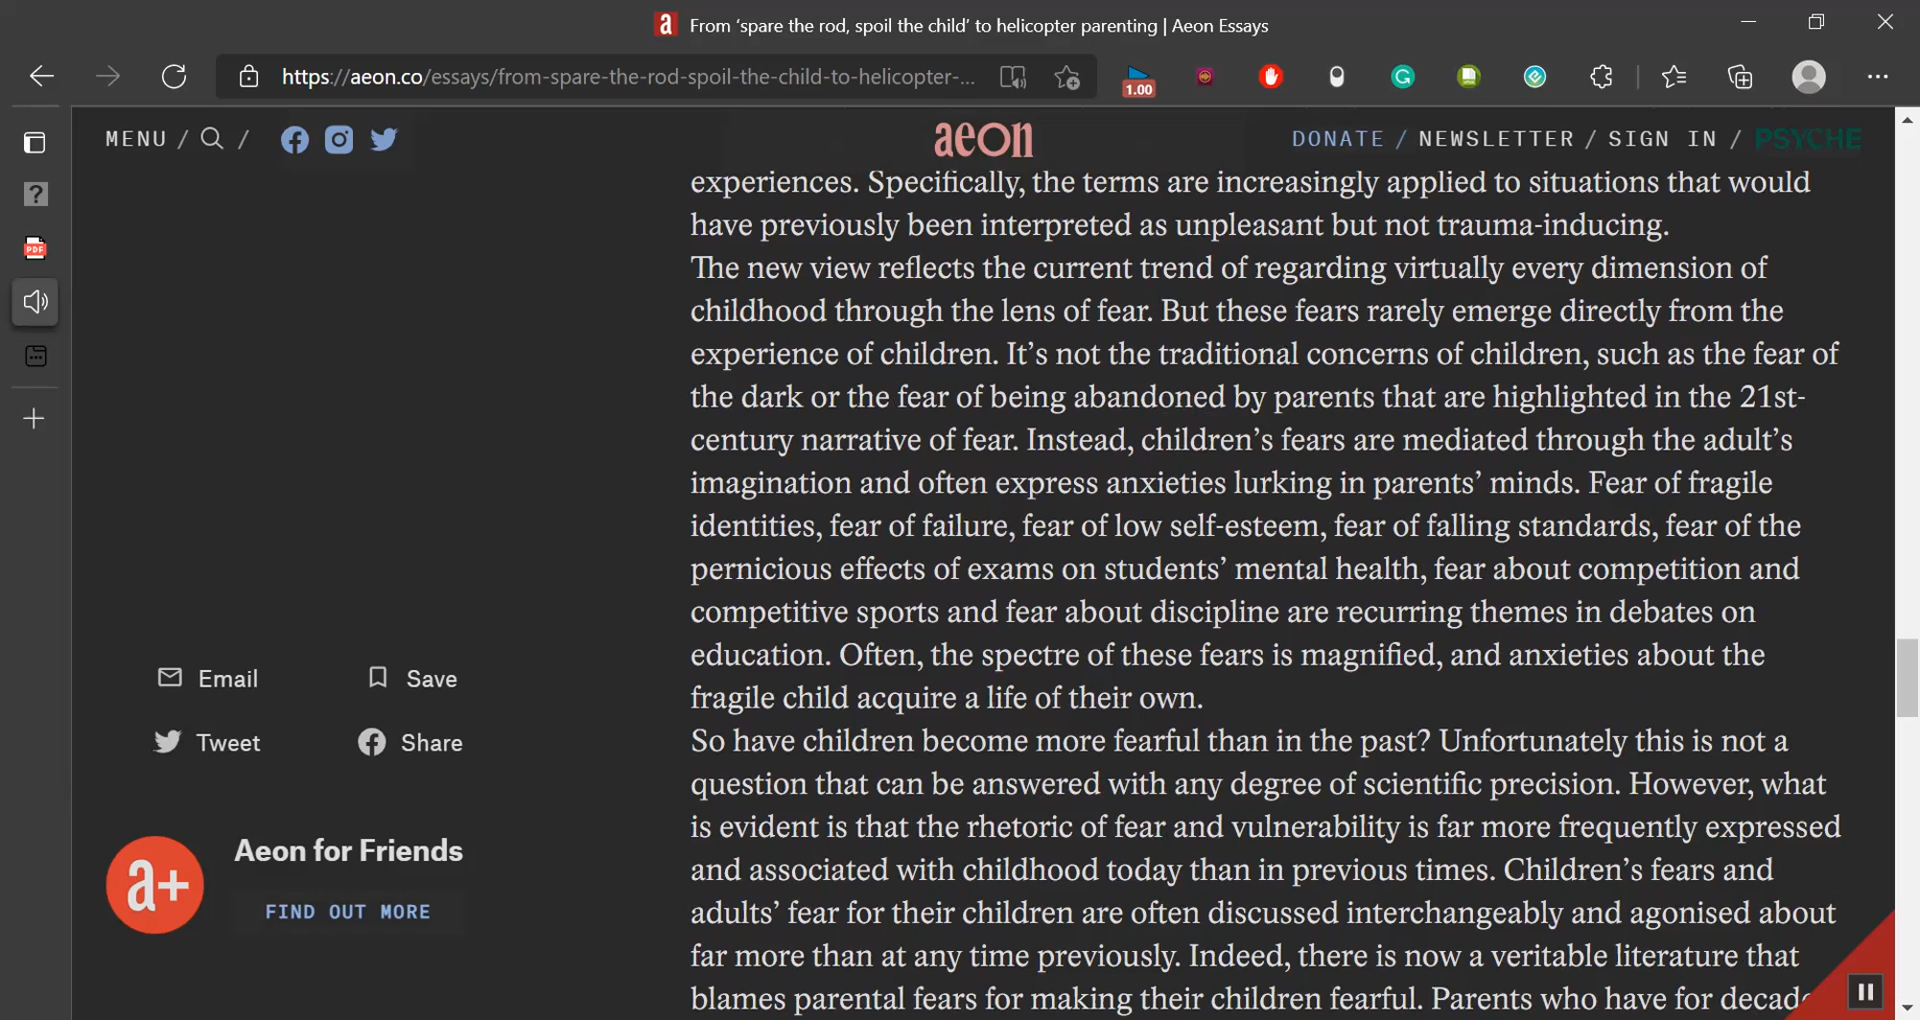 From ‘spare the rod, spoil the child’ to helicopter parenting | Aeon Essays
https://aeon.co/essays/from-spare-the-rod-spoil-the-child-to-helicopter-...
1.00
MENU /
/
aeon
DONATE / NEWSLETTER / SIGN IN / PSYCHE
experiences. Specifically, the terms are increasingly applied to situations that would
have previously been interpreted as unpleasant but not trauma-inducing.
The new view reflects the current trend of regarding virtually every dimension of
childhood through the lens of fear. But these fears rarely emerge directly from the
experience of children. It’s not the traditional concerns of children, such as the fear of
the dark or the fear of being abandoned by parents that are highlighted in the 21st-
century narrative of fear. Instead, children’s fears are mediated through the adult’s
imagination and often express anxieties lurking in parents’ minds. Fear of fragile
identities, fear of failure, fear of low self-esteem, fear of falling standards, fear of the
pernicious effects of exams on students’ mental health, fear about competition and
competitive sports and fear about discipline are recurring themes in debates on
education. Often, the spectre of these fears is magnified, and anxieties about the
fragile child acquire a life of their own.
So have children become more fearful than in the past? Unfortunately this is not a
question that can be answered with any degree of scientific precision. However, what
is evident is that the rhetoric of fear and vulnerability is far more frequently expressed
and associated with childhood today than in previous times. Children’s fears and
adults’ fear for their children are often discussed interchangeably and agonised about
far more than at any time previously. Indeed, there is now a veritable literature that
blames parental fears for making their children fearful. Parents who have for decad
PDF
Email
Save
Tweet
Share
a+
Aeon for Friends
FIND OUT MORE